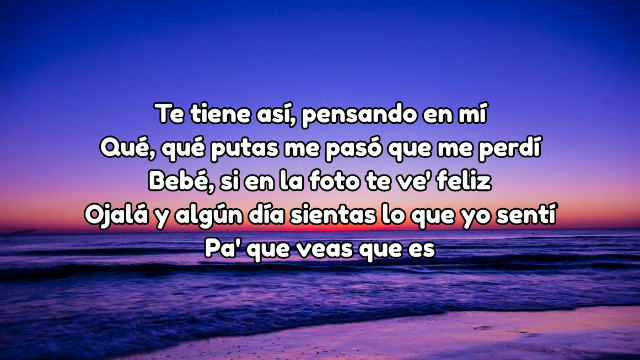 Te tiene así, pensando en mí
Qué, qué putas me pasó que me perdí
Bebé, si en la foto te ve' feliz
Ojalá y algún día sientas lo que yo sentí
Pa' que veas que es